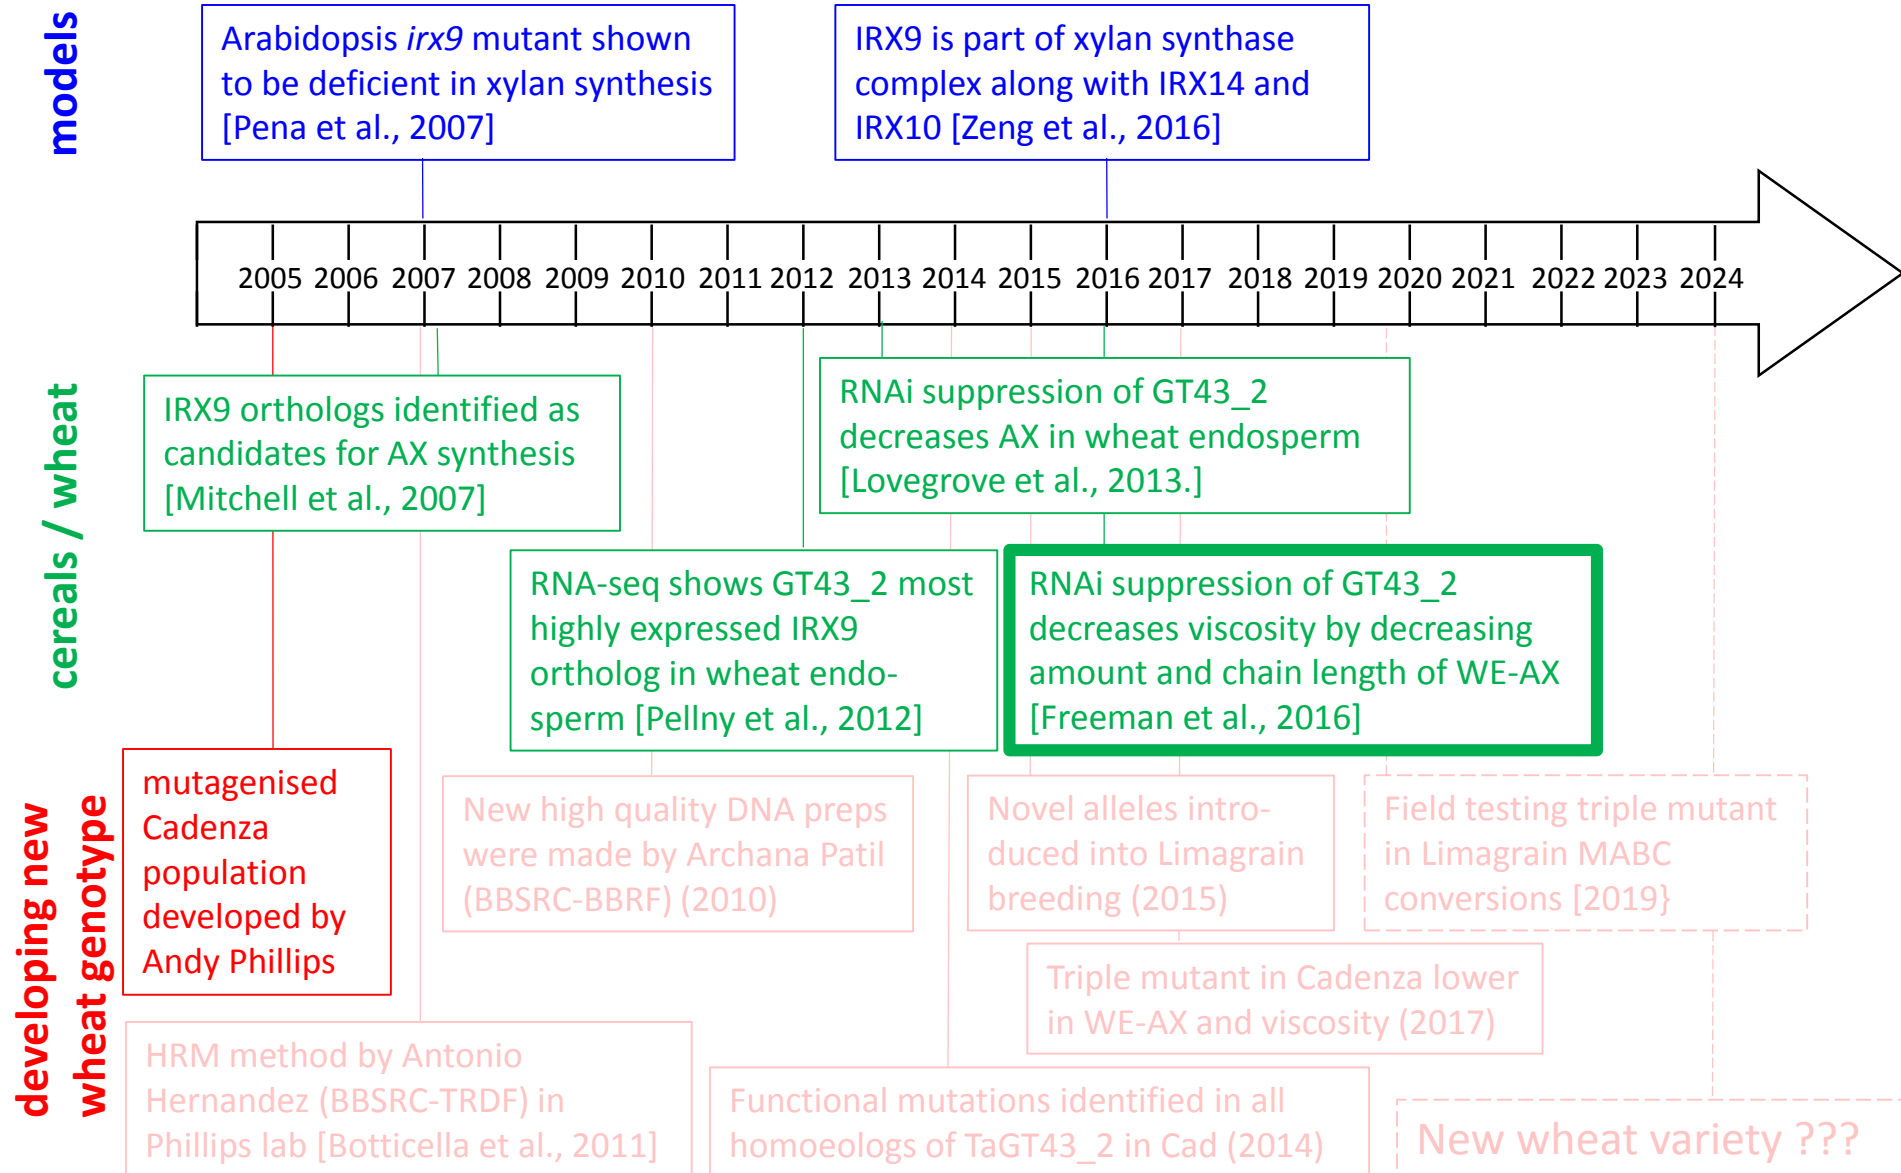 models
Arabidopsis irx9 mutant shown
to be deficient in xylan synthesis
[Pena et al., 2007]
IRX9 is part of xylan synthase
complex along with IRX14 and
IRX10 [Zeng et al., 2016]
2005 2006 2007 2008 2009 2010 2011 2012 2013 2014 2015 2016 2017 2018 2019 2020 2021 2022 2023 2024
cereals / wheat
IRX9 orthologs identified as
candidates for AX synthesis
[Mitchell et al., 2007]
RNAi suppression of GT43_2
decreases AX in wheat endosperm
[Lovegrove et al., 2013.]
RNA-seq shows GT43_2 most
highly expressed IRX9
ortholog in wheat endo-
sperm [Pellny et al., 2012]
RNAi suppression of GT43_2
decreases viscosity by decreasing
amount and chain length of WE-AX
[Freeman et al., 2016]
developing new
wheat genotype
mutagenised
Cadenza
population
developed by
Andy Phillips
New high quality DNA preps
were made by Archana Patil
(BBSRC-BBRF) (2010)
Novel alleles intro-
duced into Limagrain
breeding (2015)
Field testing triple mutant
in Limagrain MABC
conversions [2019}
Triple mutant in Cadenza lower
in WE-AX and viscosity (2017)
HRM method by Antonio
Hernandez (BBSRC-TRDF) in
Phillips lab [Botticella et al., 2011]
Functional mutations identified in all
homoeologs of TaGT43_2 in Cad (2014)
New wheat variety ???